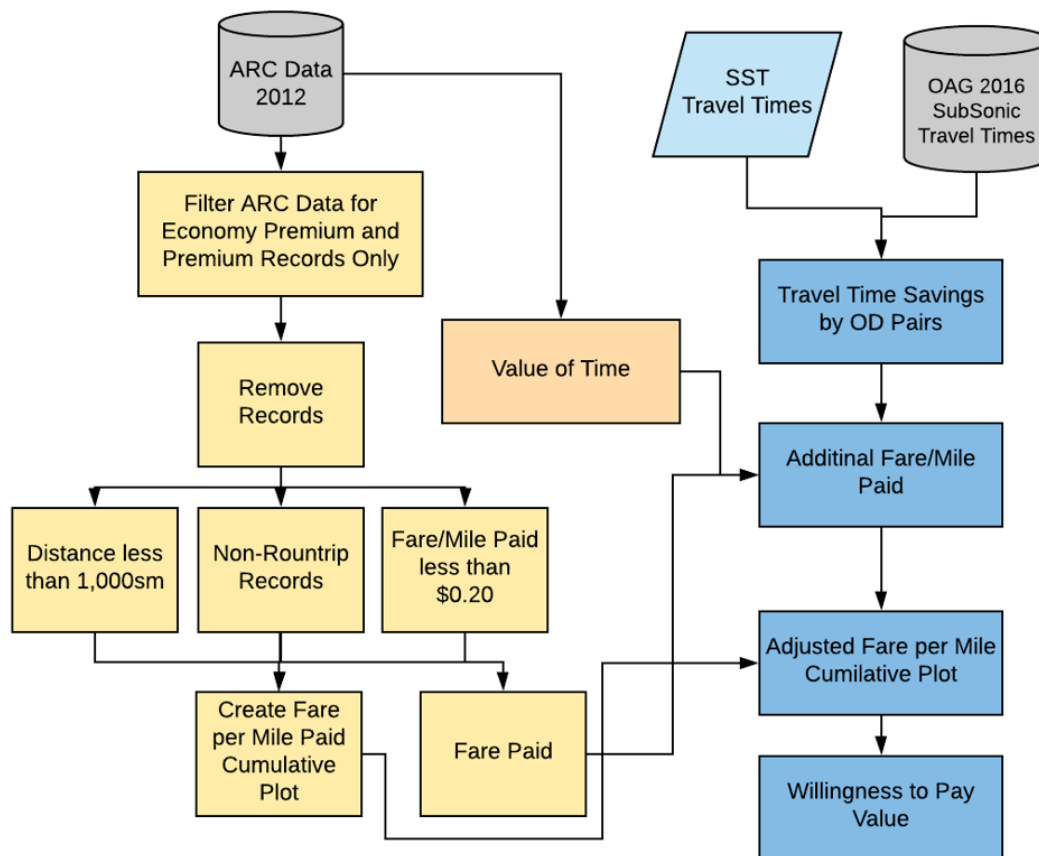 ARC Data
2012
SST
Travel Times
OAG 2016
SubSonic
Travel Times
Filter ARC Data for
Economy Premium and
Premium Records Only
Travel Time Savings
by OD Pairs
Value of Time
Remove
Records
Additinal Fare/Mile
Paid
Distance less
than 1,000sm
Non-Rountrip
Records
Fare/Mile Paid
less than
$0.20
Adjusted Fare per Mile
Cumilative Plot
Create Fare
per Mile Paid
Cumulative
Plot
Fare Paid
Willingness to Pay
Value